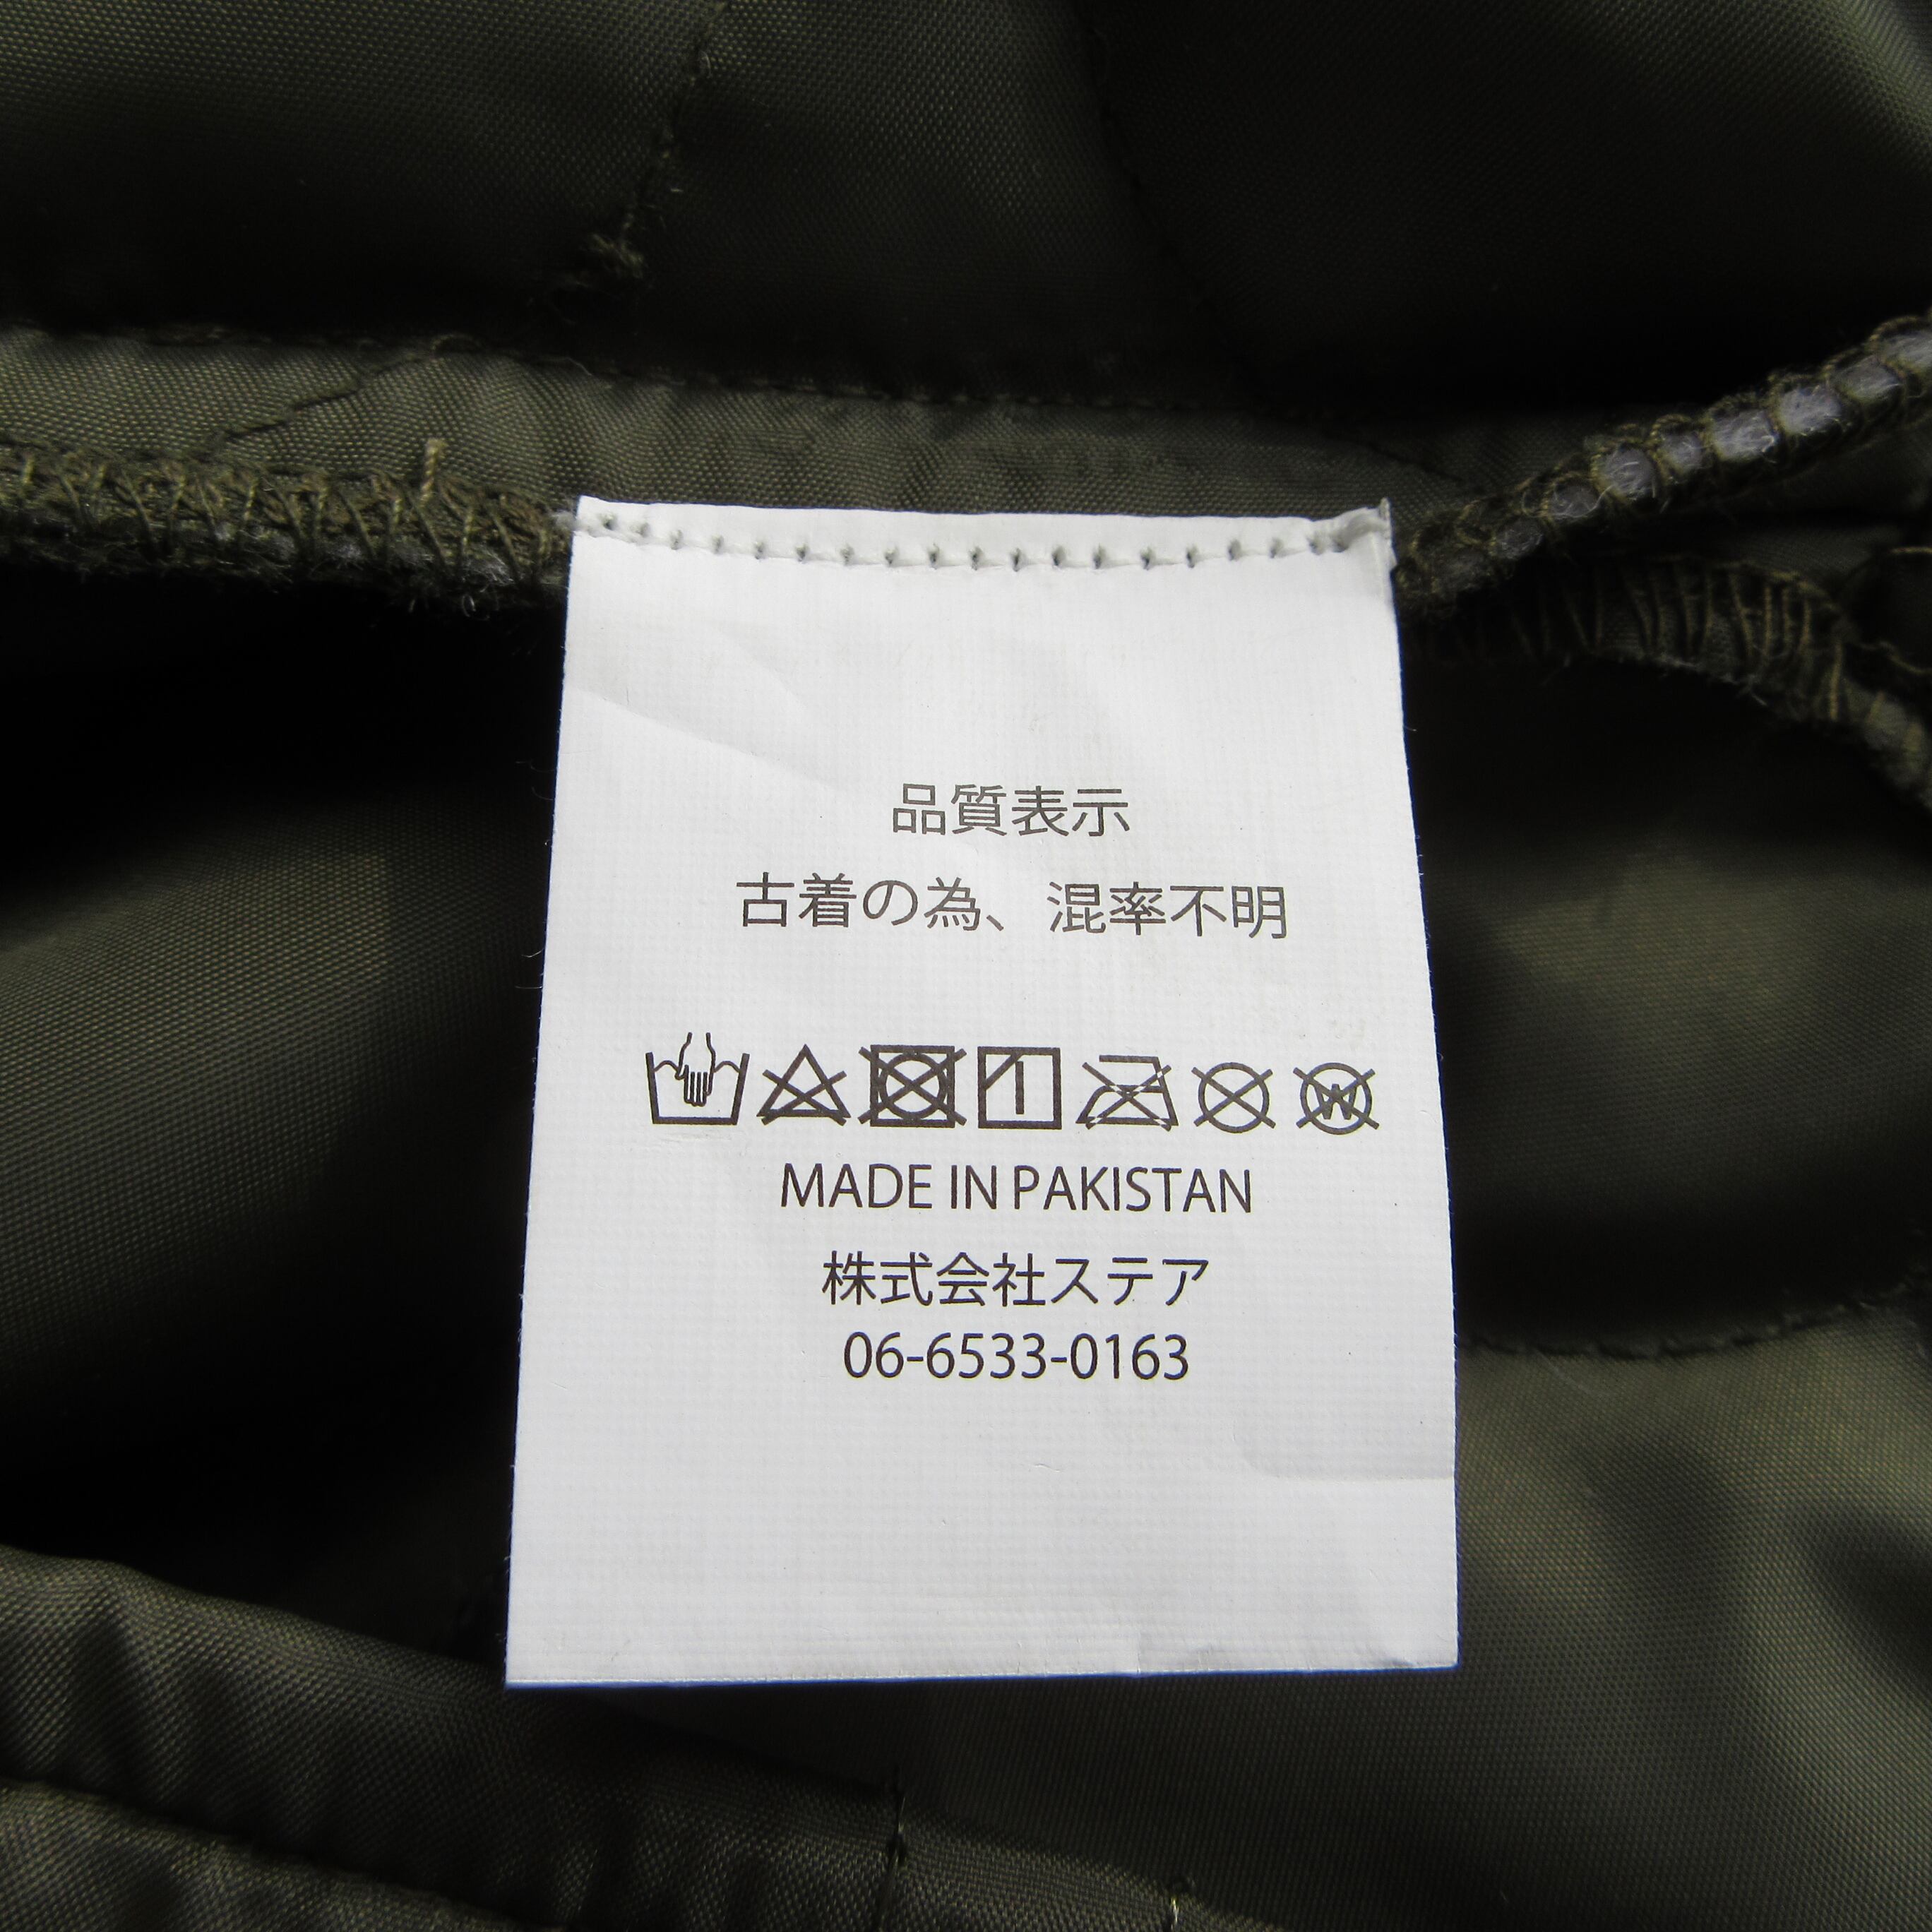 品質表示
古着の為、混率不明
W
MADE IN PAKISTAN
株式会社ステア
06-6533-0163